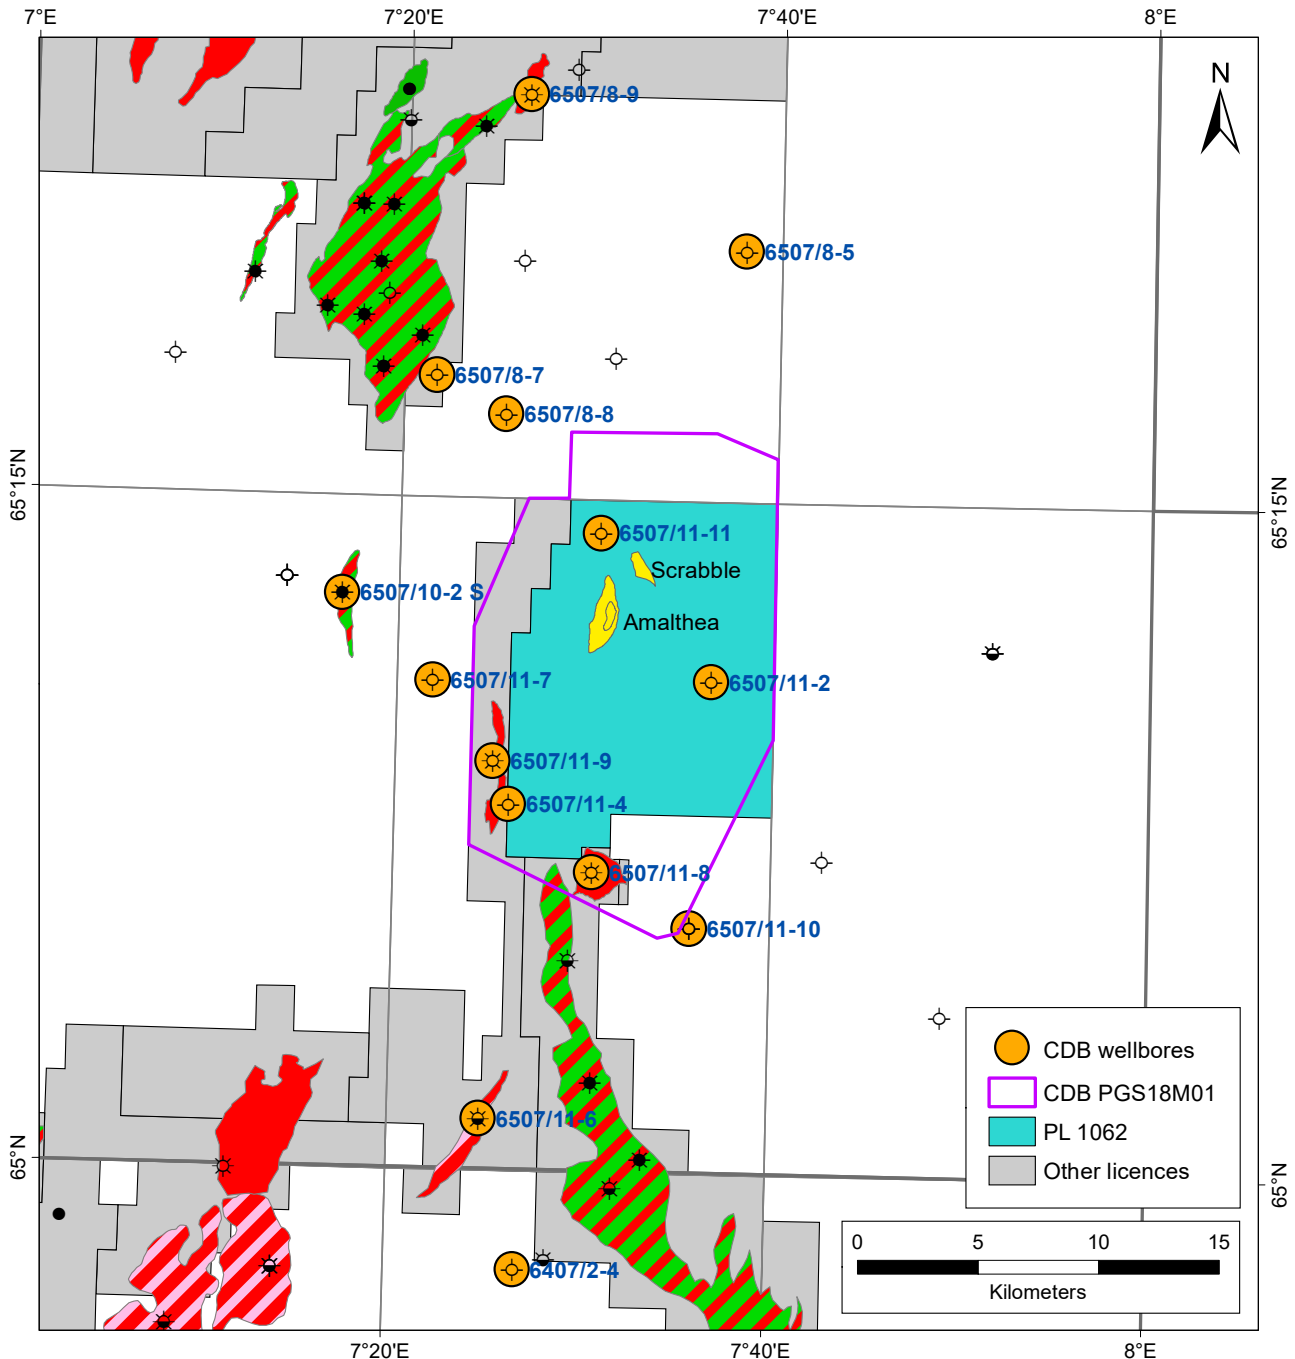 7°E
7°20'E
7°40'E
8°E
N
6507/8-9
6507/8-5
6507/8-7
6507/8-8
65°15'N
65°15'N
6507/11-11
Scrabble
6507/10-2 S
Amalthea
6507/11-7
6507/11-2
6507/11-9
6507/11-4
6507/11-8
6507/11-10
CDB wellbores
CDB PGS18M01
6507/11-6
PL 1062
65°N
Other licences
65°N
0
5
10
15
6407/2-4
Kilometers
7°20'E
7°40'E
8°E